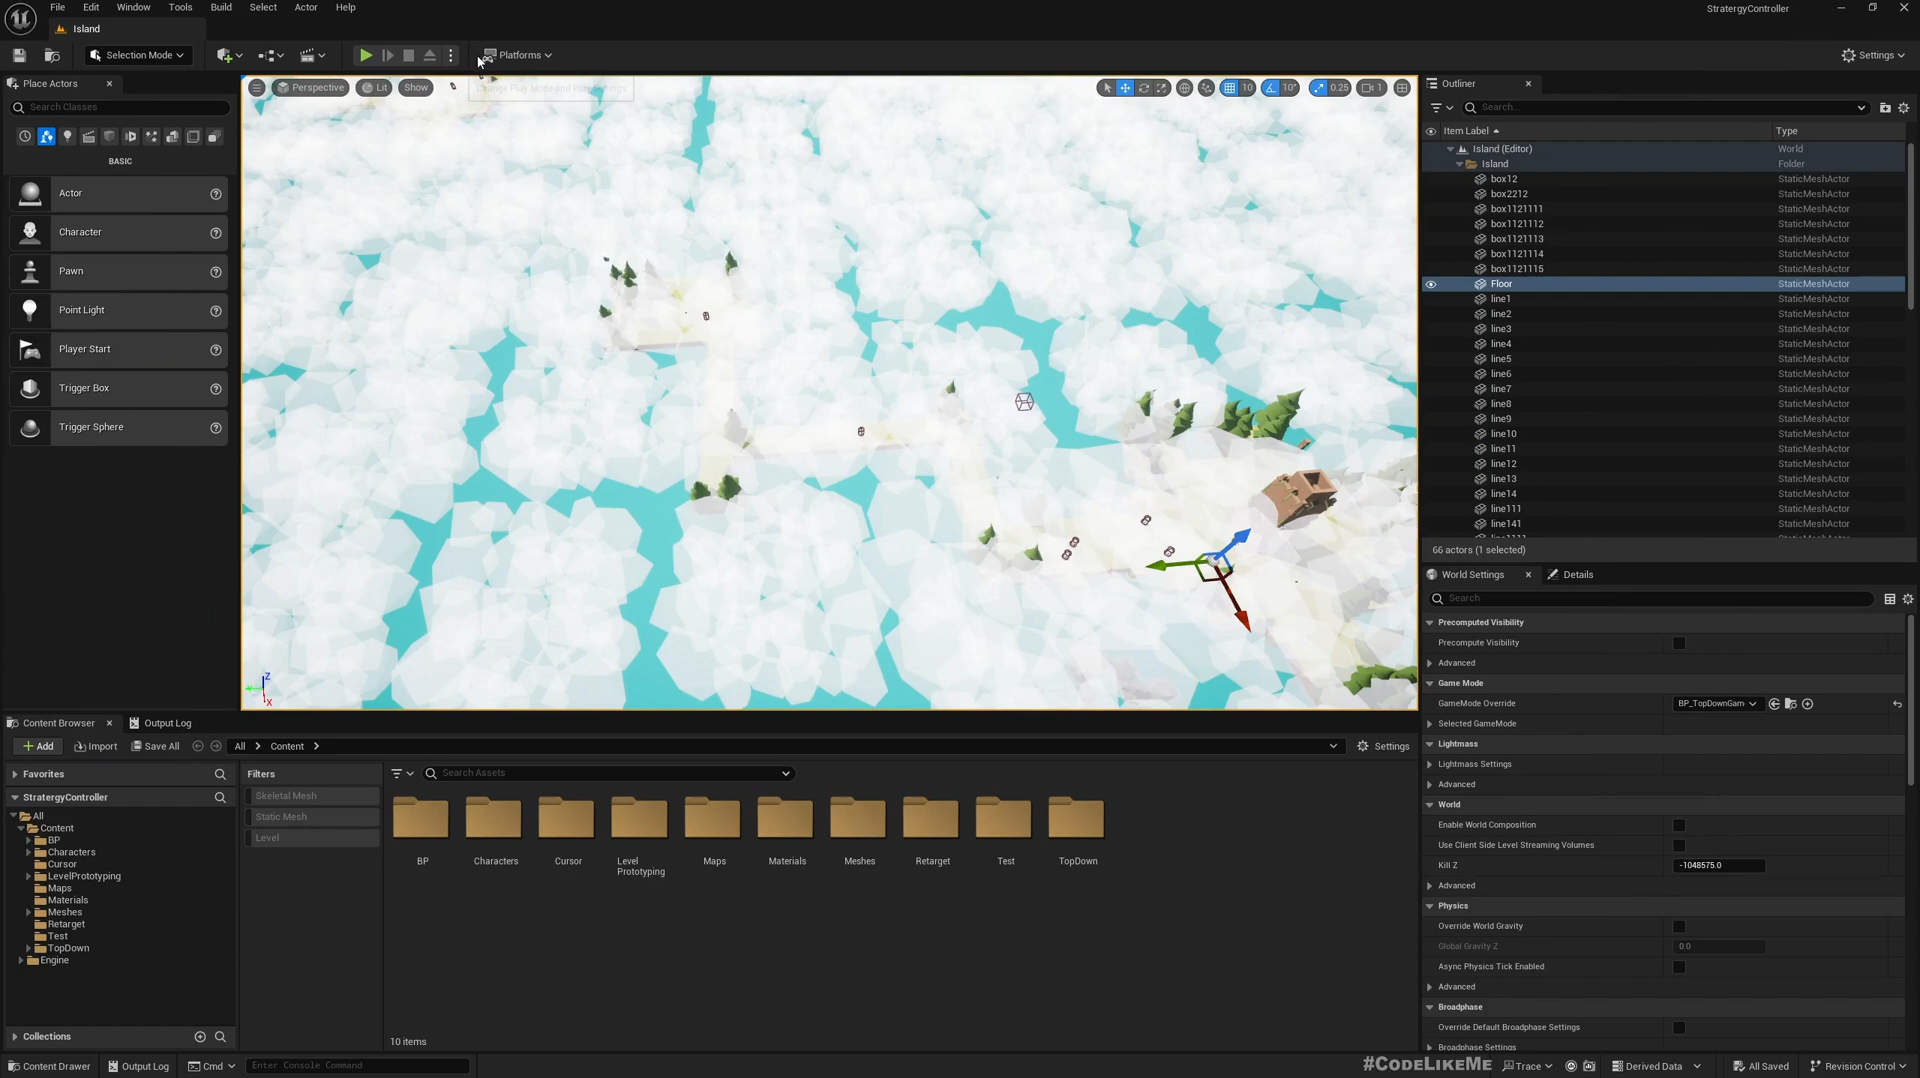 File Edit Window Tools Build Select Actor Help
StratergyController
Island
Selection Mode
Platforms
Settings
Place Actors
Search Classes
BASIC
Actor
Character
Pawn
Point Light
Player Start
Trigger Box
Trigger Sphere
Perspective Lit Show
Change Play Mode and Play Settings
10 10° 0.25 1
Z
X
Outliner
Search...
Item Label Type
Island (Editor) World
Island Folder
box12 StaticMeshActor
box2212 StaticMeshActor
box1121111 StaticMeshActor
box1121112 StaticMeshActor
box1121113 StaticMeshActor
box1121114 StaticMeshActor
box1121115 StaticMeshActor
Floor StaticMeshActor
line1 StaticMeshActor
line2 StaticMeshActor
line3 StaticMeshActor
line4 StaticMeshActor
line5 StaticMeshActor
line6 StaticMeshActor
line7 StaticMeshActor
line8 StaticMeshActor
line9 StaticMeshActor
line10 StaticMeshActor
line11 StaticMeshActor
line12 StaticMeshActor
line13 StaticMeshActor
line14 StaticMeshActor
line111 StaticMeshActor
line141 StaticMeshActor
66 actors (1 selected)
World Settings Details
Search
Precomputed Visibility
Precompute Visibility
Advanced
Game Mode
GameMode Override BP_TopDownGam
Selected GameMode
Lightmass
Lightmass Settings
Advanced
World
Enable World Composition
Use Client Side Level Streaming Volumes
Kill Z -1048575.0
Advanced
Physics
Override World Gravity
Global Gravity Z 0.0
Async Physics Tick Enabled
Advanced
Broadphase
Override Default Broadphase Settings
Broadphase Settings
Content Browser Output Log
Add Import Save All All Content Settings
Favorites
StratergyController
All
Content
BP
Characters
Cursor
LevelPrototyping
Maps
Materials
Meshes
Retarget
Test
TopDown
Engine
Collections
Filters
Skeletal Mesh
Static Mesh
Level
Search Assets
BP Characters Cursor Level Prototyping Maps Materials Meshes Retarget Test TopDown
10 items
#CODELIKEME
Content Drawer Output Log Cmd Enter Console Command Trace Derived Data All Saved Revision Control